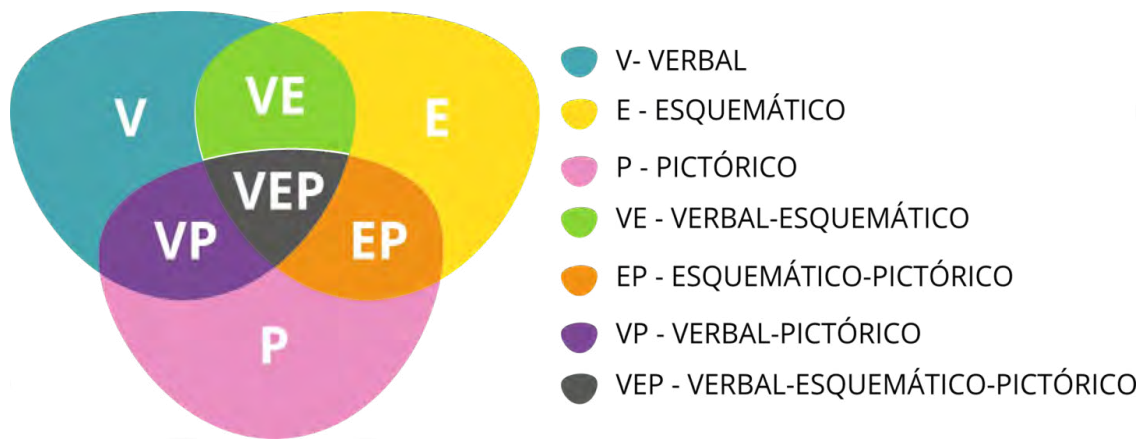 V
VE
E
VEP
VP
EP
P
V- VERBAL
E - ESQUEMÁTICO
P - PICTÓRICO
VE - VERBAL-ESQUEMÁTICO
EP - ESQUEMÁTICO-PICTÓRICO
VP - VERBAL-PICTÓRICO
VEP - VERBAL-ESQUEMÁTICO-PICTÓRICO